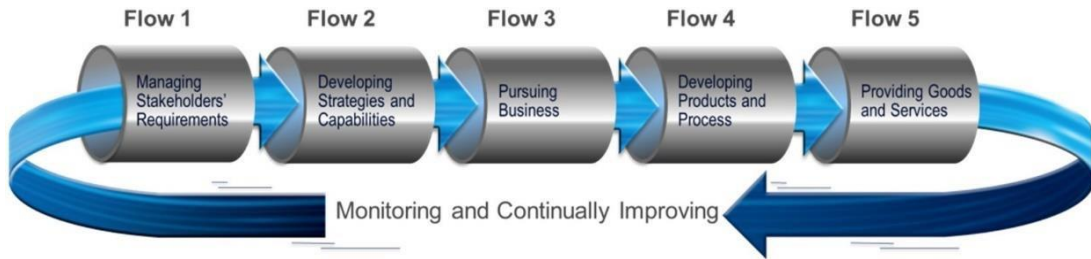 Flow 1
Flow 2
Flow 3
Flow 4
Flow 5
Managing
Stakeholders'
Requirements
Developing
Strategies and
Capabilities
Pursuing
Business
Developing
Products and
Process
Providing Goods
and Services
Monitoring and Continually Improving